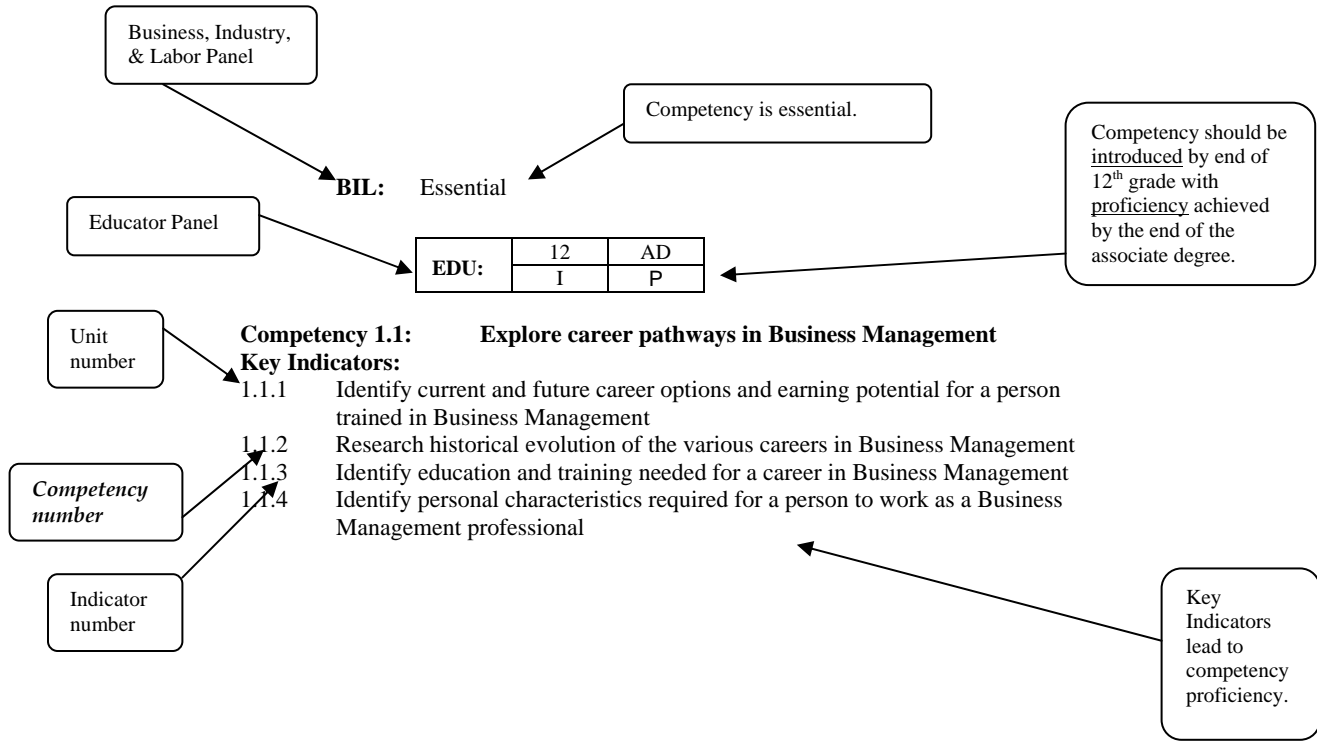 Business, Industry,
& Labor Panel
Competency is essential.
Competency should be
introduced by end of
12th grade with
proficiency achieved
by the end of the
associate degree.
BIL: Essential
Educator Panel
EDU: 12 AD
I P
Unit
number
Competency 1.1: Explore career pathways in Business Management
Key Indicators:
1.1.1 Identify current and future career options and earning potential for a person
trained in Business Management
1.1.2 Research historical evolution of the various careers in Business Management
1.1.3 Identify education and training needed for a career in Business Management
1.1.4 Identify personal characteristics required for a person to work as a Business
Management professional
Competency
number
Indicator
number
Key
Indicators
lead to
competency
proficiency.